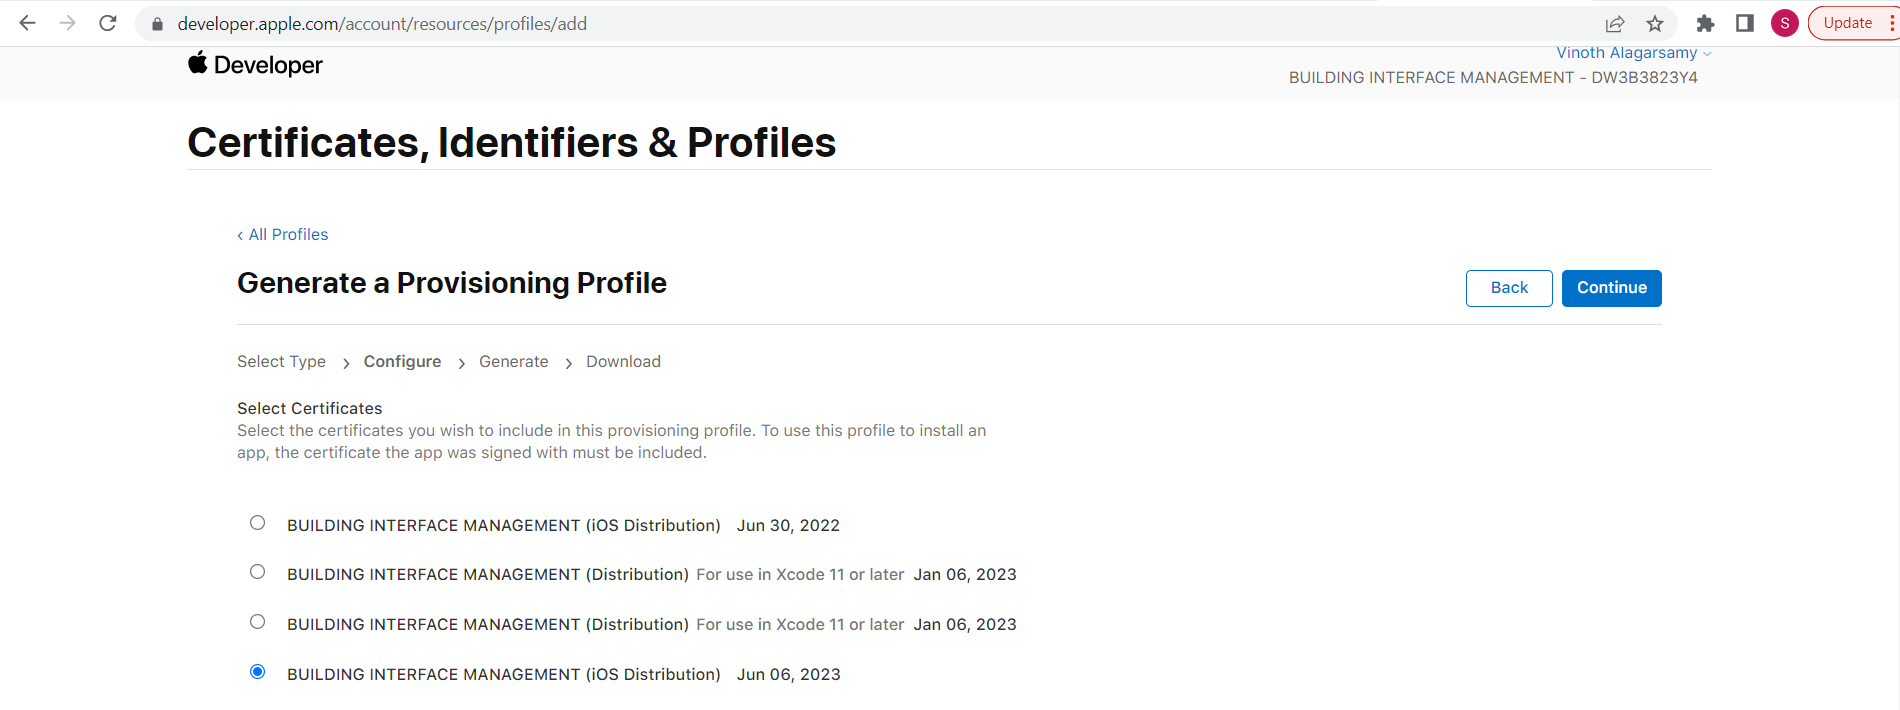 developer.apple.com/account/resources/profiles/add
S
Update
Developer
Vinoth Alagarsamy
BUILDING INTERFACE MANAGEMENT - DW3B3823Y4
Certificates, Identifiers & Profiles
‹ All Profiles
Generate a Provisioning Profile
Back
Continue
Select Type › Configure › Generate › Download
Select Certificates
Select the certificates you wish to include in this provisioning profile. To use this profile to install an
app, the certificate the app was signed with must be included.
BUILDING INTERFACE MANAGEMENT (iOS Distribution) Jun 30, 2022
BUILDING INTERFACE MANAGEMENT (Distribution) For use in Xcode 11 or later Jan 06, 2023
BUILDING INTERFACE MANAGEMENT (Distribution) For use in Xcode 11 or later Jan 06, 2023
BUILDING INTERFACE MANAGEMENT (iOS Distribution) Jun 06, 2023